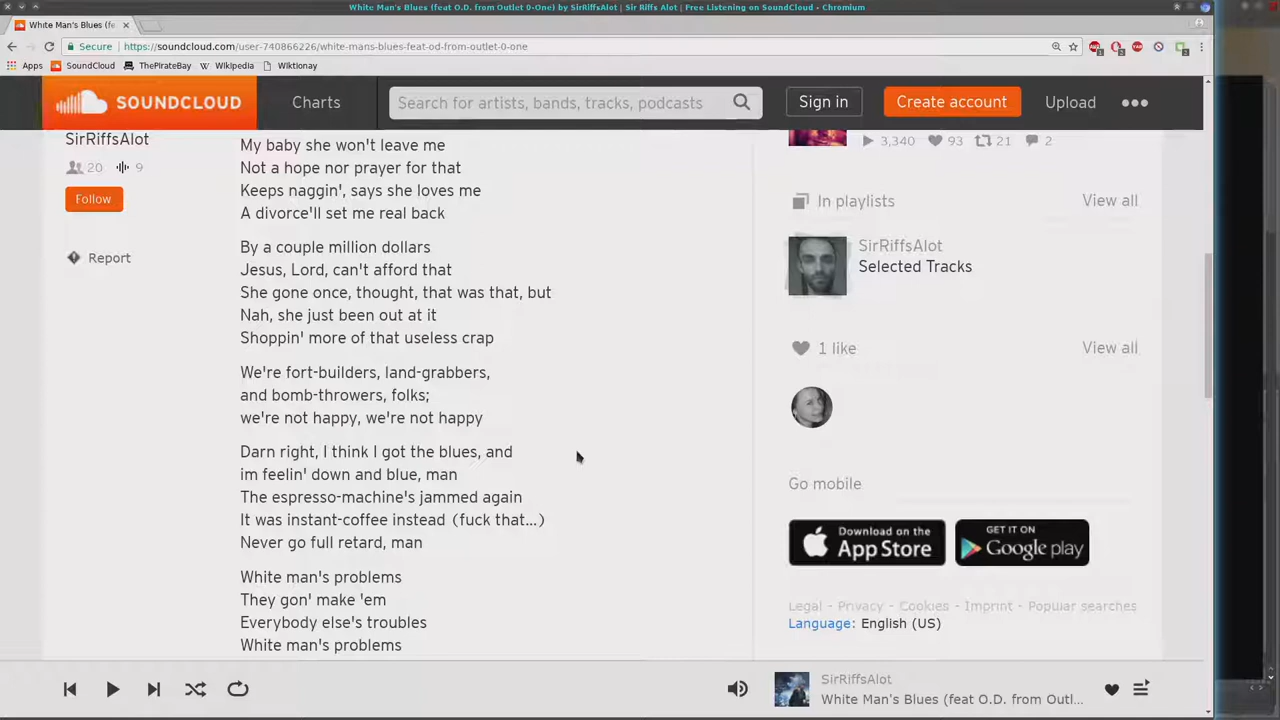 White Man's Blues (feat O.D. from Outlet 0-One) by SirRiffsAlot | Sir Riffs Alot | Free Listening on SoundCloud - Chromium
White Man's Blues (fe
Secure
https://soundcloud.com/user-740866226/white-mans-blues-feat-od-from-outlet-0-one
Apps
SoundCloud
ThePirateBay
Wikipedia
Wiktionay
SOUNDCLOUD
Charts
Search for artists, bands, tracks, podcasts
Sign in
Create account
Upload
SirRiffsAlot
20
9
Follow
Report
My baby she won't leave me
Not a hope nor prayer for that
Keeps naggin', says she loves me
A divorce'll set me real back
By a couple million dollars
Jesus, Lord, can't afford that
She gone once, thought, that was that, but
Nah, she just been out at it
Shoppin' more of that useless crap
We're fort-builders, land-grabbers,
and bomb-throwers, folks;
we're not happy, we're not happy
Darn right, I think I got the blues, and
im feelin' down and blue, man
The espresso-machine's jammed again
It was instant-coffee instead (fuck that...)
Never go full retard, man
White man's problems
They gon' make 'em
Everybody else's troubles
White man's problems
3,340
93
21
2
In playlists
View all
SirRiffsAlot
Selected Tracks
1 like
View all
Go mobile
Download on the
App Store
GET IT ON
Google play
Legal - Privacy - Cookies - Imprint - Popular searches
Language: English (US)
SirRiffsAlot
White Man's Blues (feat O.D. from Outl...